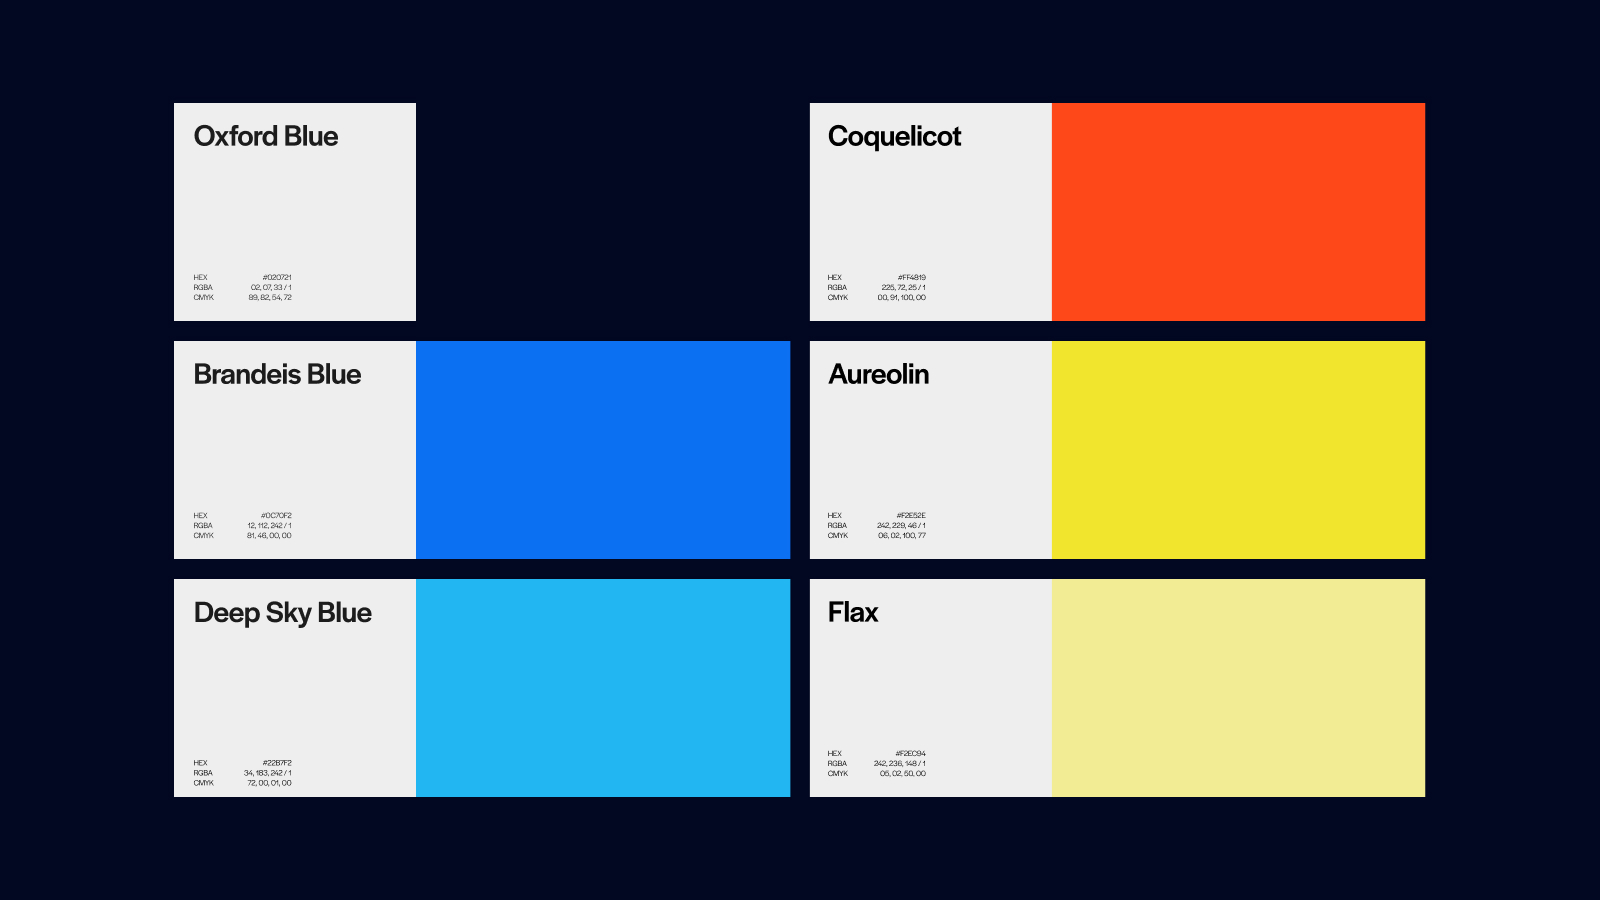 Oxford Blue
HEX #020721
RGBA 02, 07, 33 / 1
CMYK 89, 82, 54, 72
Coquelicot
HEX #FF4819
RGBA 225, 72, 25 / 1
CMYK 00, 91, 100, 00
Brandeis Blue
HEX #0C70F2
RGBA 12, 112, 242 / 1
CMYK 81, 46, 00, 00
Aureolin
HEX #F2E52E
RGBA 242, 229, 46 / 1
CMYK 06, 02, 100, 77
Deep Sky Blue
HEX #22B7F2
RGBA 34, 183, 242 / 1
CMYK 72, 00, 01, 00
Flax
HEX #F2EC94
RGBA 242, 236, 148 / 1
CMYK 05, 02, 50, 00